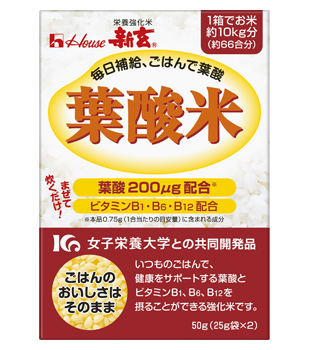 栄養強化米
House
新玄®
1箱でお米
約10kg分
(約66合分)
毎日補給、ごはんで葉酸
葉酸米
まぜて
炊くだけ!
葉酸200μg配合※
ビタミンB1・B6・B12配合
※本品0.75g(1合当たりの目安量)に含まれる成分
女子栄養大学との共同開発品
ごはんの
おいしさは
そのまま
いつものごはんで、
健康をサポートする葉酸と
ビタミンB1、B6、B12を
摂ることができる強化米です。
50g(25g袋×2)